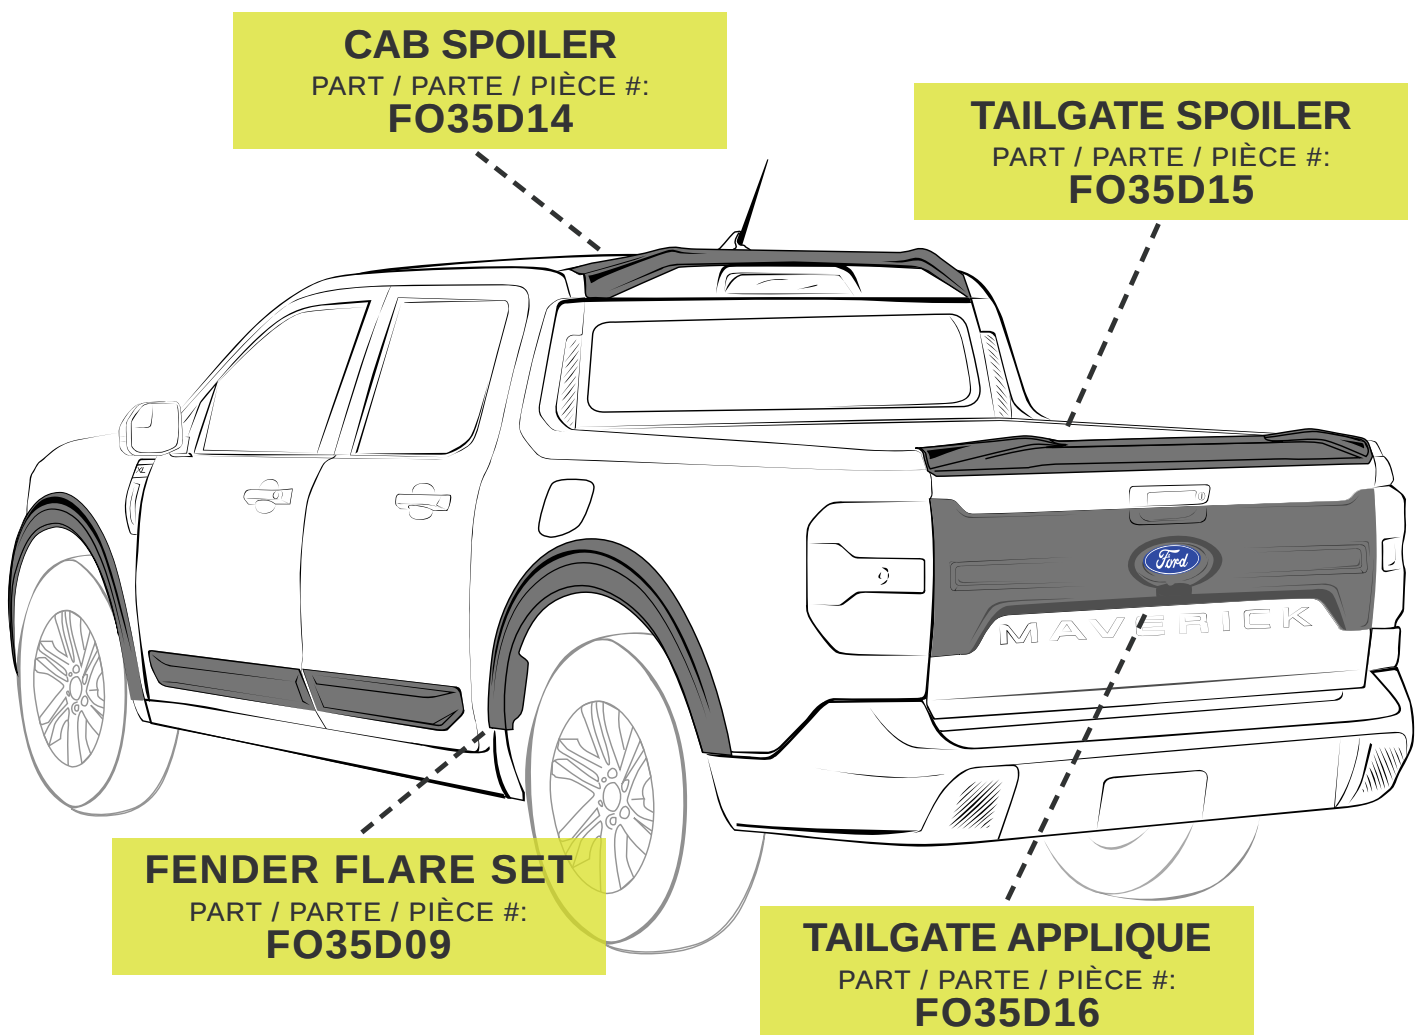 CAB SPOILER
PART / PARTE / PIÈCE #:
FO35D14
TAILGATE SPOILER
PART / PARTE / PIÈCE #:
FO35D15
XL
Ford
MAVERICK
FENDER FLARE SET
PART / PARTE / PIÈCE #:
FO35D09
TAILGATE APPLIQUE
PART / PARTE / PIÈCE #:
FO35D16